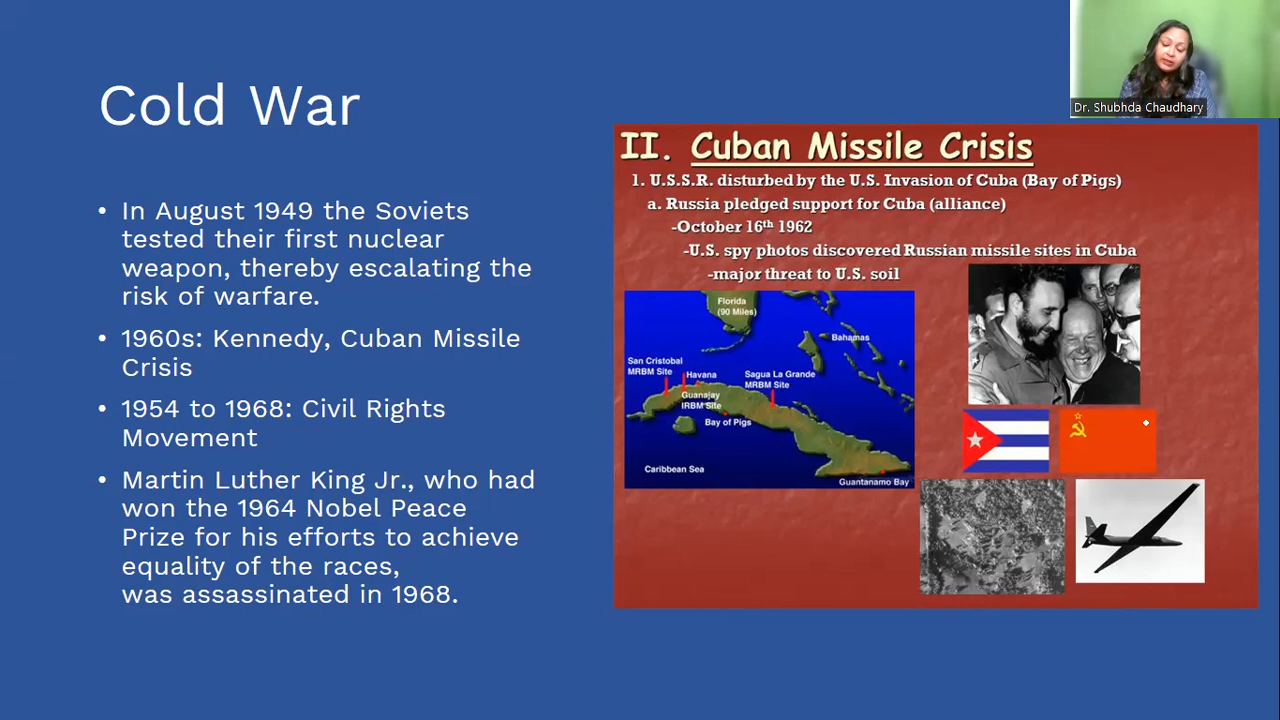 Cold War
• In August 1949 the Soviets
tested their first nuclear
weapon, thereby escalating the
risk of warfare.
• 1960s: Kennedy, Cuban Missile
Crisis
• 1954 to 1968: Civil Rights
Movement
• Martin Luther King Jr., who had
won the 1964 Nobel Peace
Prize for his efforts to achieve
equality of the races,
was assassinated in 1968.
Dr. Shubhda Chaudhary
II. Cuban Missile Crisis
1. U.S.S.R. disturbed by the U.S. Invasion of Cuba (Bay of Pigs)
a. Russia pledged support for Cuba (alliance)
-October 16th 1962
-U.S. spy photos discovered Russian missile sites in Cuba
-major threat to U.S. soil
Florida
(90 Miles)
Bahamas
San Cristobal
MRBM Site
Havana
Sagua La Grande
MRBM Site
Guanajay
IRBM Site
Bay of Pigs
Caribbean Sea
Guantanamo Bay